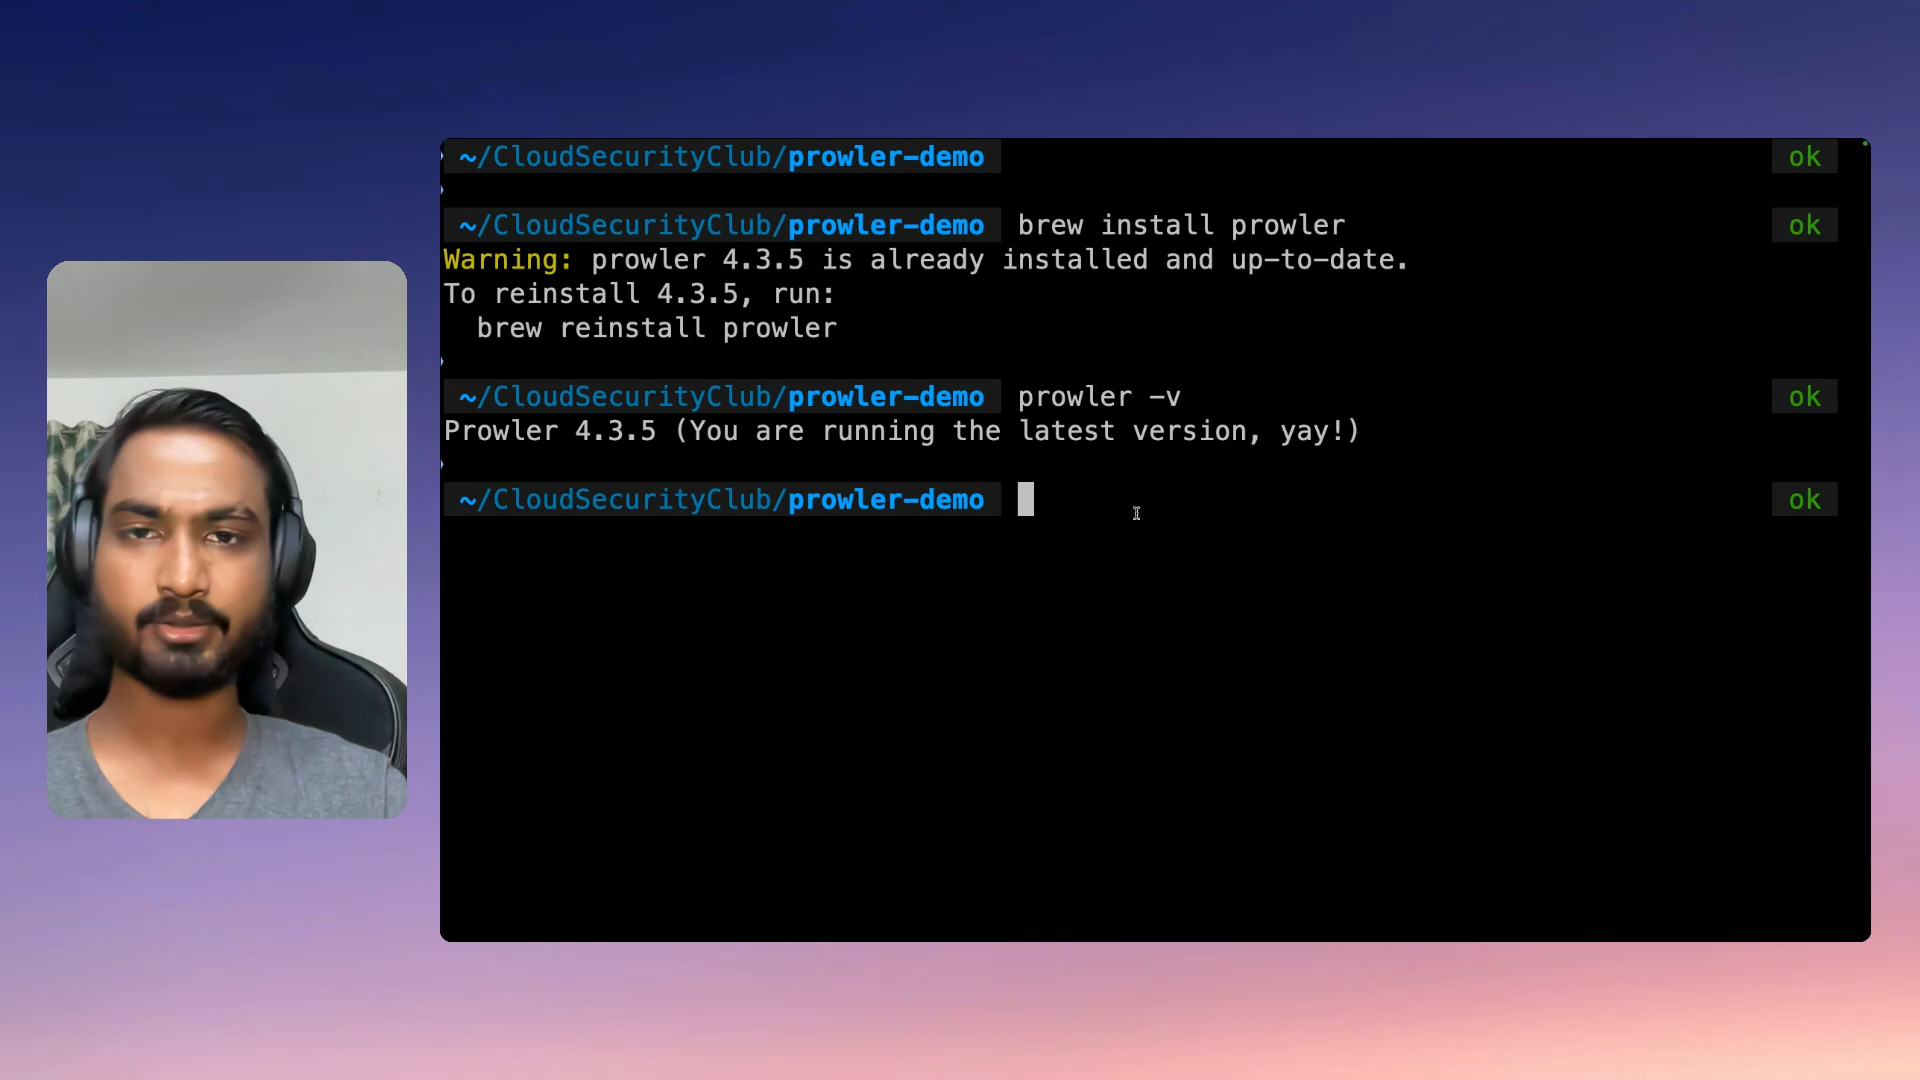 ~/CloudSecurityClub/prowler-demo ok
~/CloudSecurityClub/prowler-demo brew install prowler ok
Warning: prowler 4.3.5 is already installed and up-to-date.
To reinstall 4.3.5, run:
  brew reinstall prowler
~/CloudSecurityClub/prowler-demo prowler -v ok
Prowler 4.3.5 (You are running the latest version, yay!)
~/CloudSecurityClub/prowler-demo ok